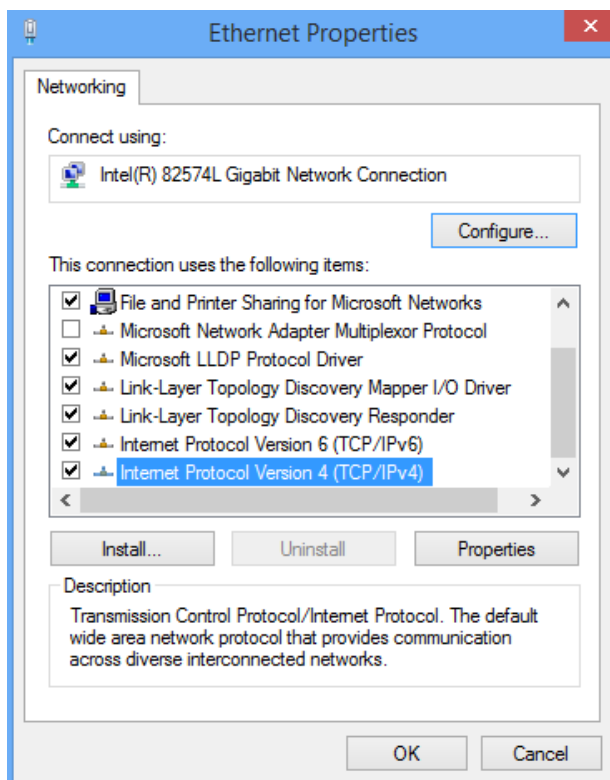 Ethernet Properties
Networking
Connect using:
Intel(R) 82574L Gigabit Network Connection
Configure...
This connection uses the following items:
File and Printer Sharing for Microsoft Networks
Microsoft Network Adapter Multiplexor Protocol
Microsoft LLDP Protocol Driver
Link-Layer Topology Discovery Mapper I/O Driver
Link-Layer Topology Discovery Responder
Internet Protocol Version 6 (TCP/IPv6)
Internet Protocol Version 4 (TCP/IPv4)
Install... Uninstall Properties
Description
Transmission Control Protocol/Internet Protocol. The default
wide area network protocol that provides communication
across diverse interconnected networks.
OK Cancel